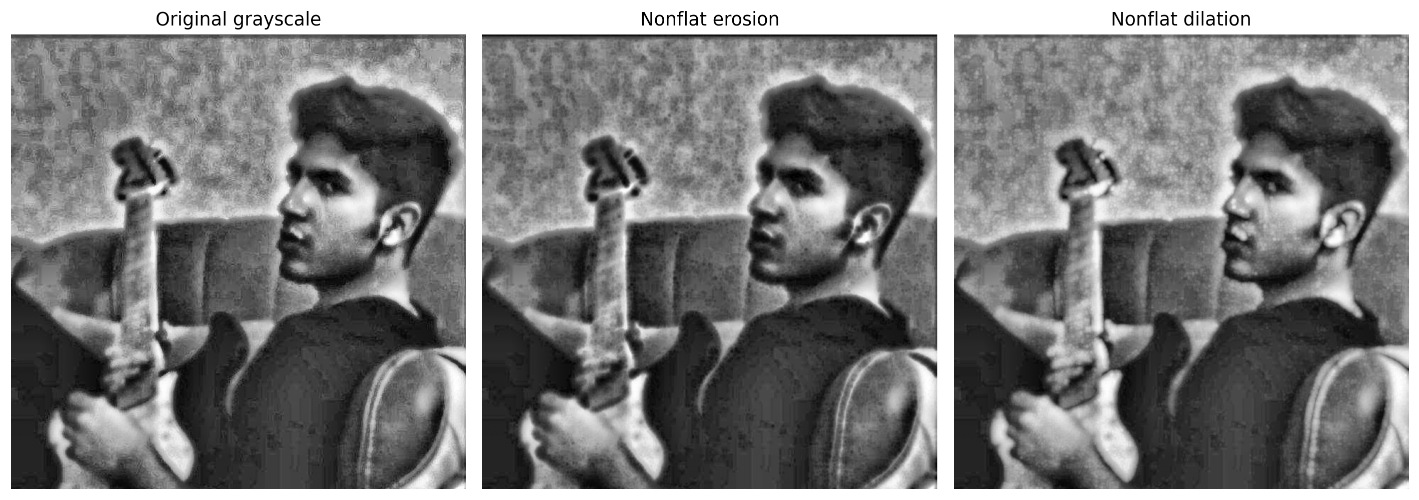 Original grayscale
Nonflat erosion
Nonflat dilation